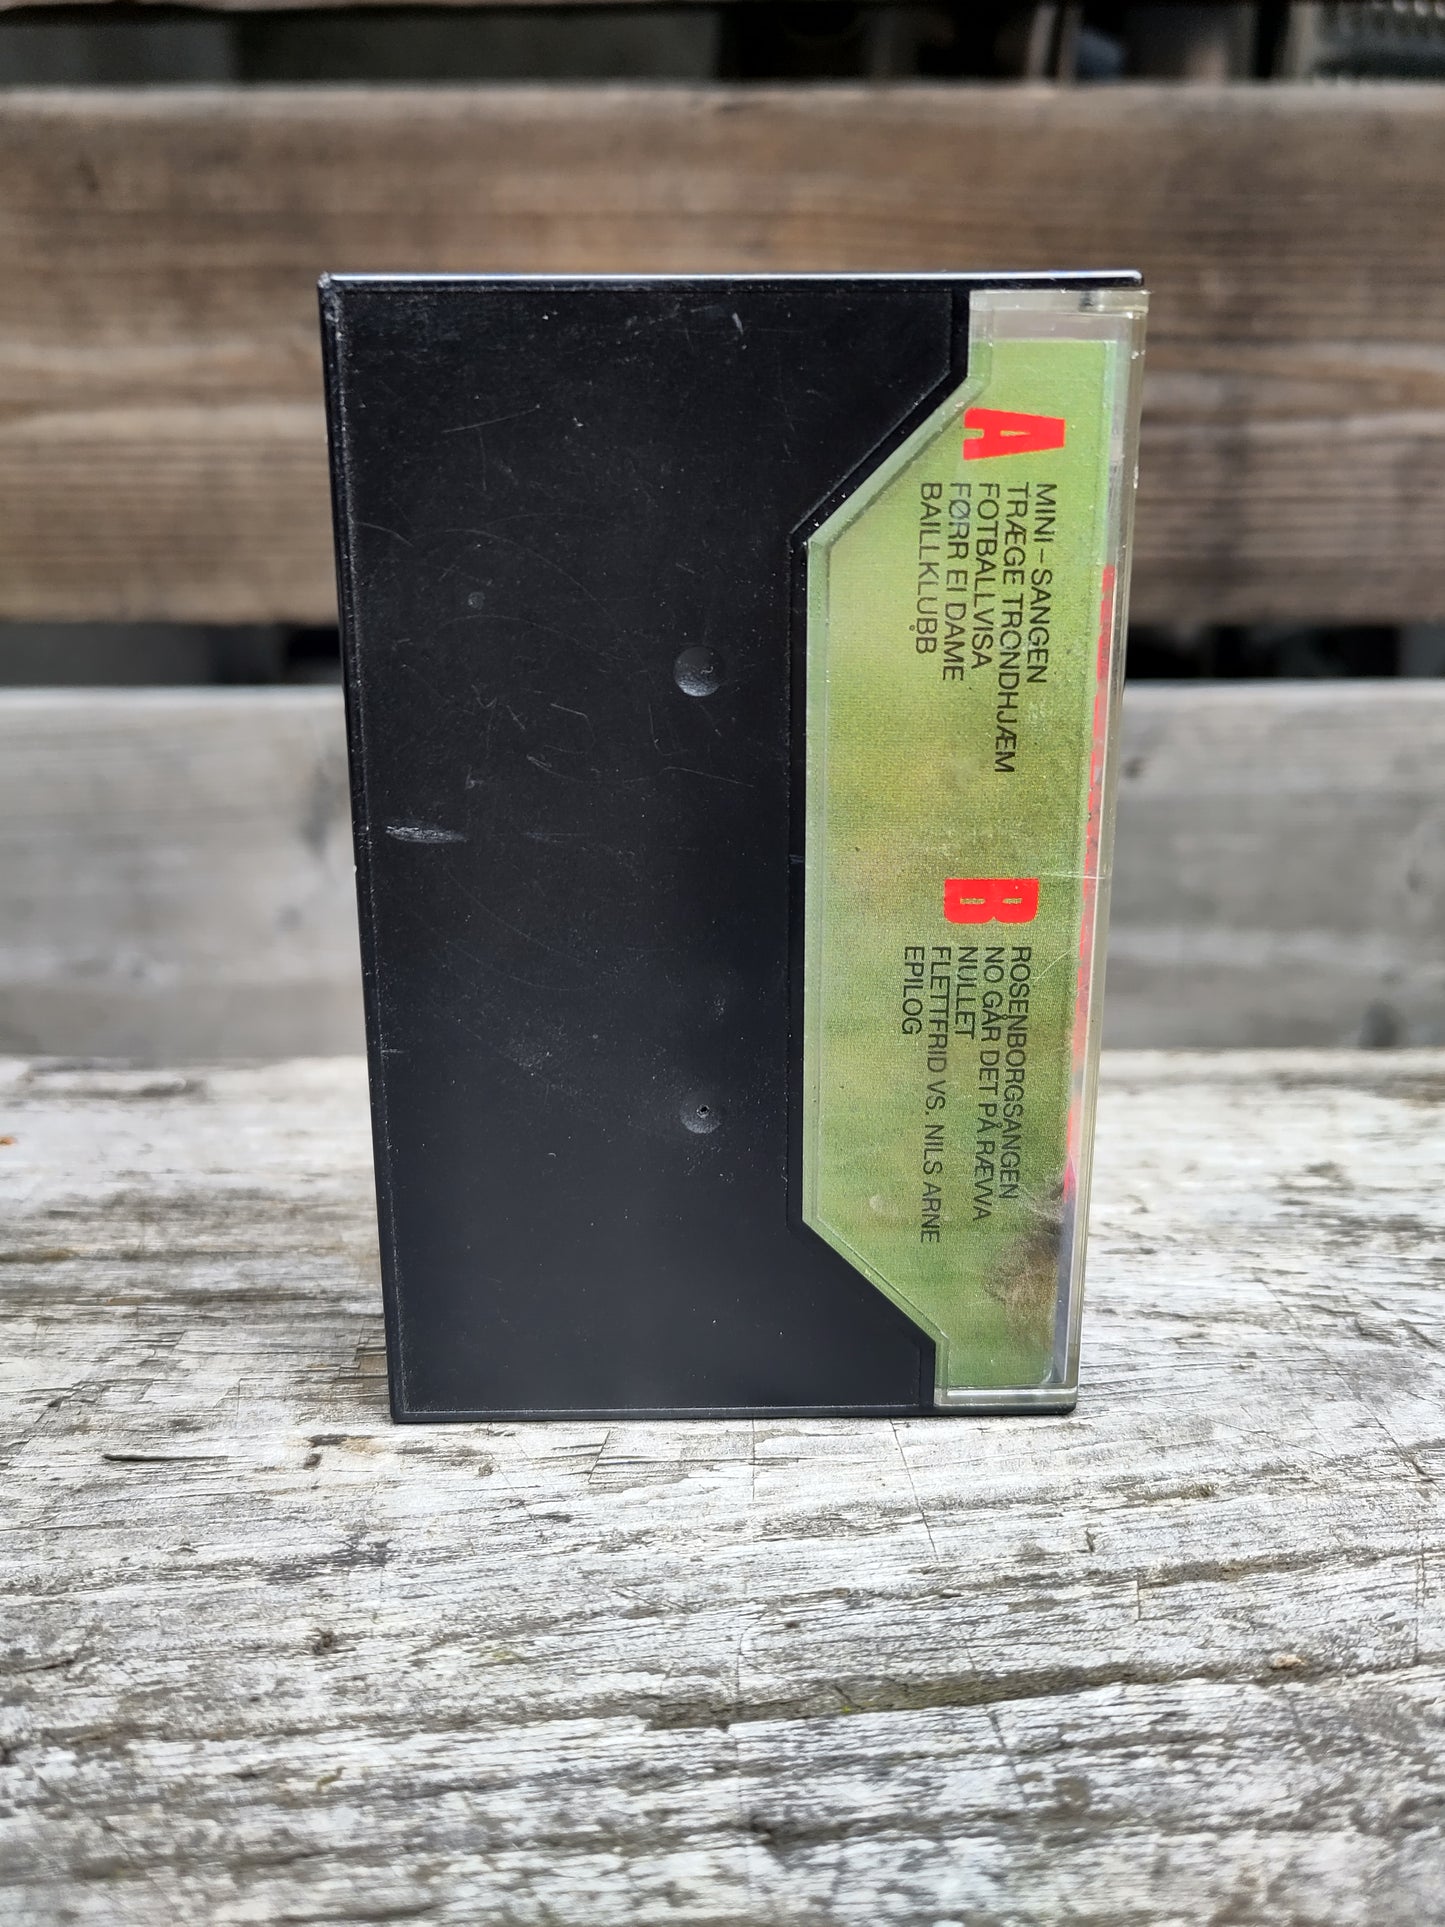 A
MINI – SANGEN
TRÆGE TRONDHJÆM
FOTBALLVISA
FØRR EI DAME
BAILLKLUBB
B
ROSENBORGSANGEN
NO GÅR DET PÅ RÆVVA
NULLET
FLETTFRID VS. NILS ARNE
EPILOG